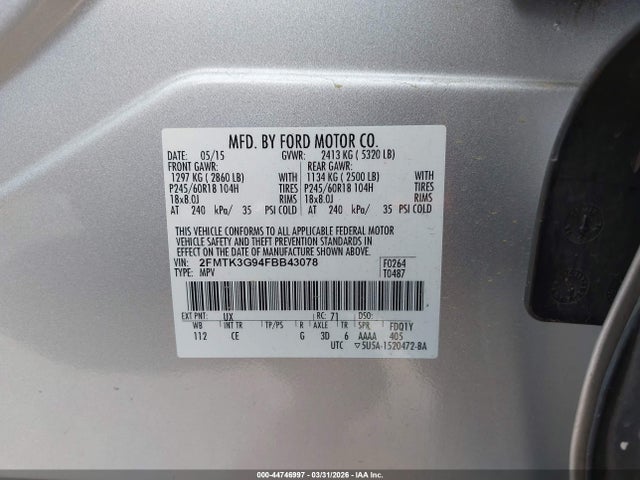 MFD. BY FORD MOTOR CO.
DATE: 05/15 GVWR: 2413 KG ( 5320 LB)
FRONT GAWR: REAR GAWR:
1297 KG ( 2860 LB) WITH 1134 KG ( 2500 LB) WITH
P245/60R18 104H TIRES P245/60R18 104H TIRES
18x8.0J RIMS 18x8.0J RIMS
AT 240 kPa/ 35 PSI COLD AT 240 kPa/ 35 PSI COLD
THIS VEHICLE CONFORMS TO ALL APPLICABLE FEDERAL MOTOR
VEHICLE SAFETY AND THEFT PREVENTION STANDARDS IN
EFFECT ON THE DATE OF MANUFACTURE SHOWN ABOVE.
VIN: 2FMTK3G94FBB43078 F0264
TYPE: MPV T0487
EXT PNT: UX RC: 71 DSO:
WB INT TR TP/PS R AXLE TR SPR FDQ1Y
112 CE G 3D 6 AAAA 405
UTC ▽5U5A-1520472-BA
000-44746997 - 03/31/2026 - IAA Inc.